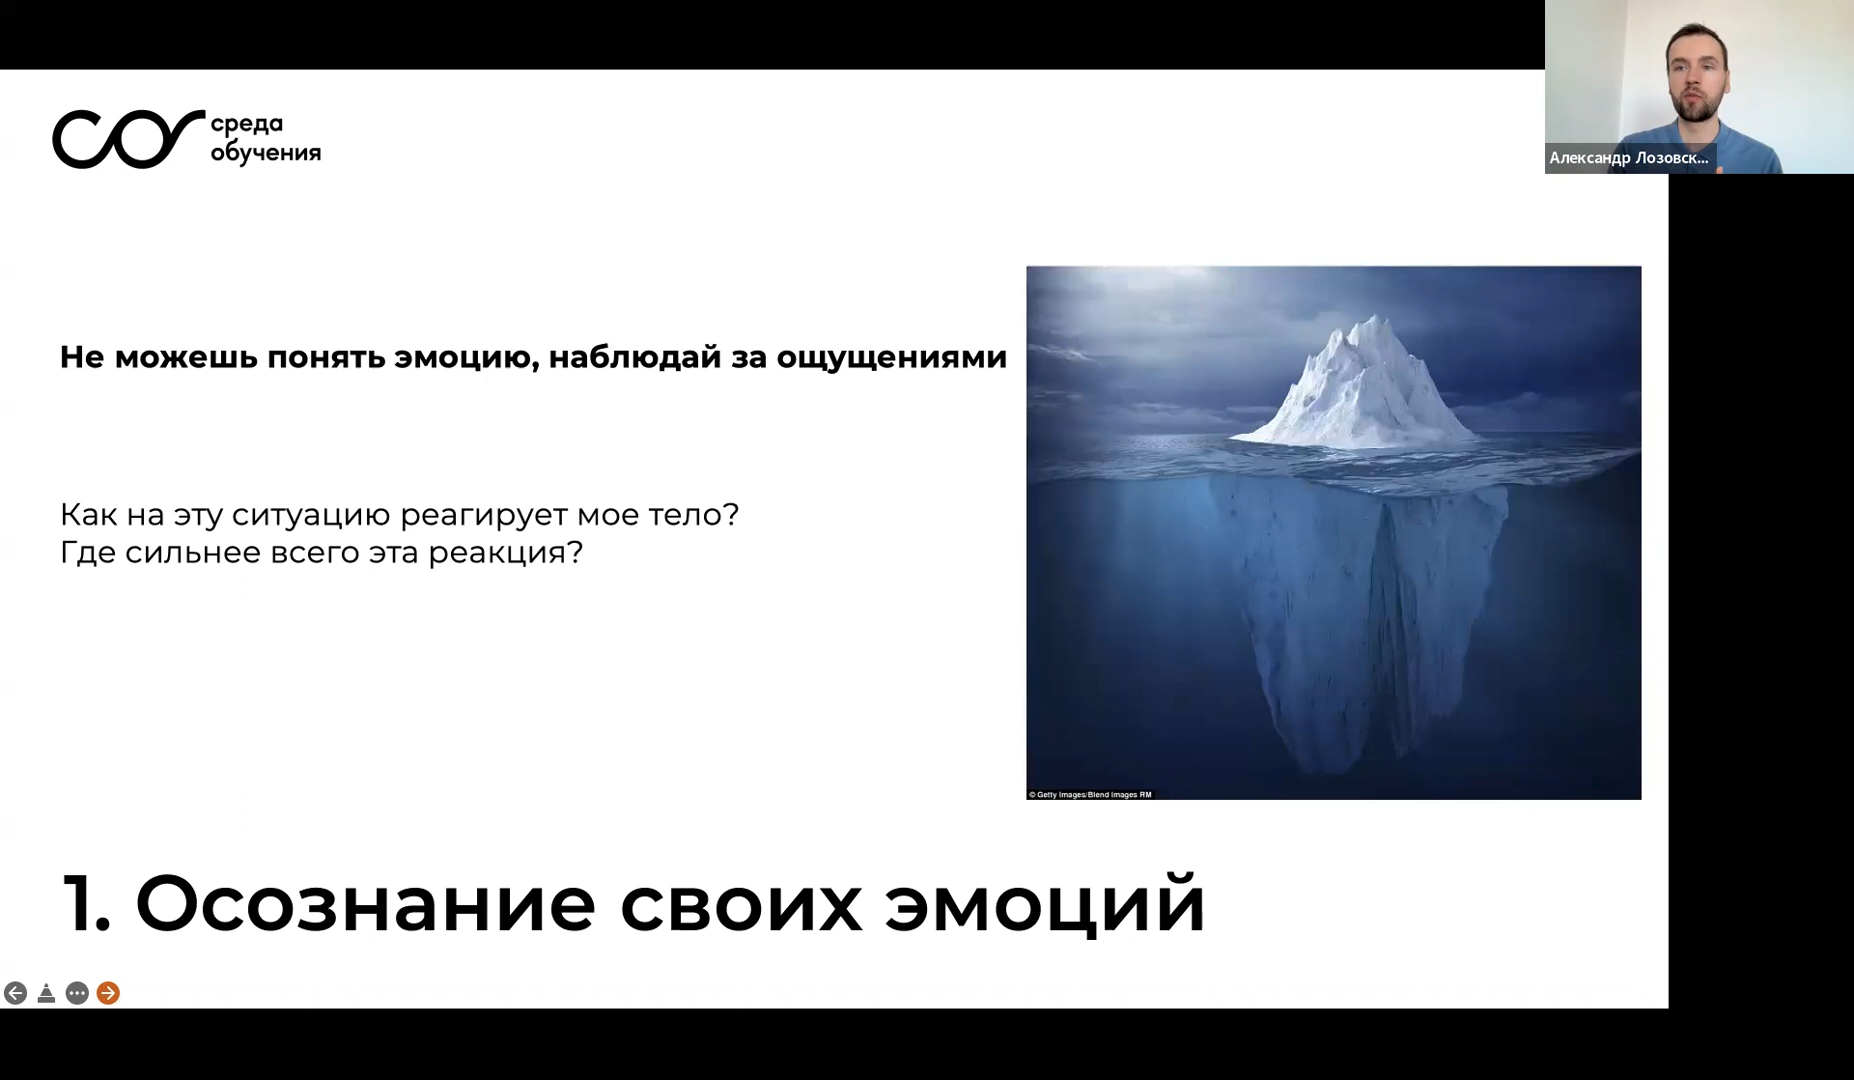 среда
обучения
Александр Лозовск...
Не можешь понять эмоцию, наблюдай за ощущениями
Как на эту ситуацию реагирует мое тело?
Где сильнее всего эта реакция?
© Getty Images/Blend Images RM
1. Осознание своих эмоций